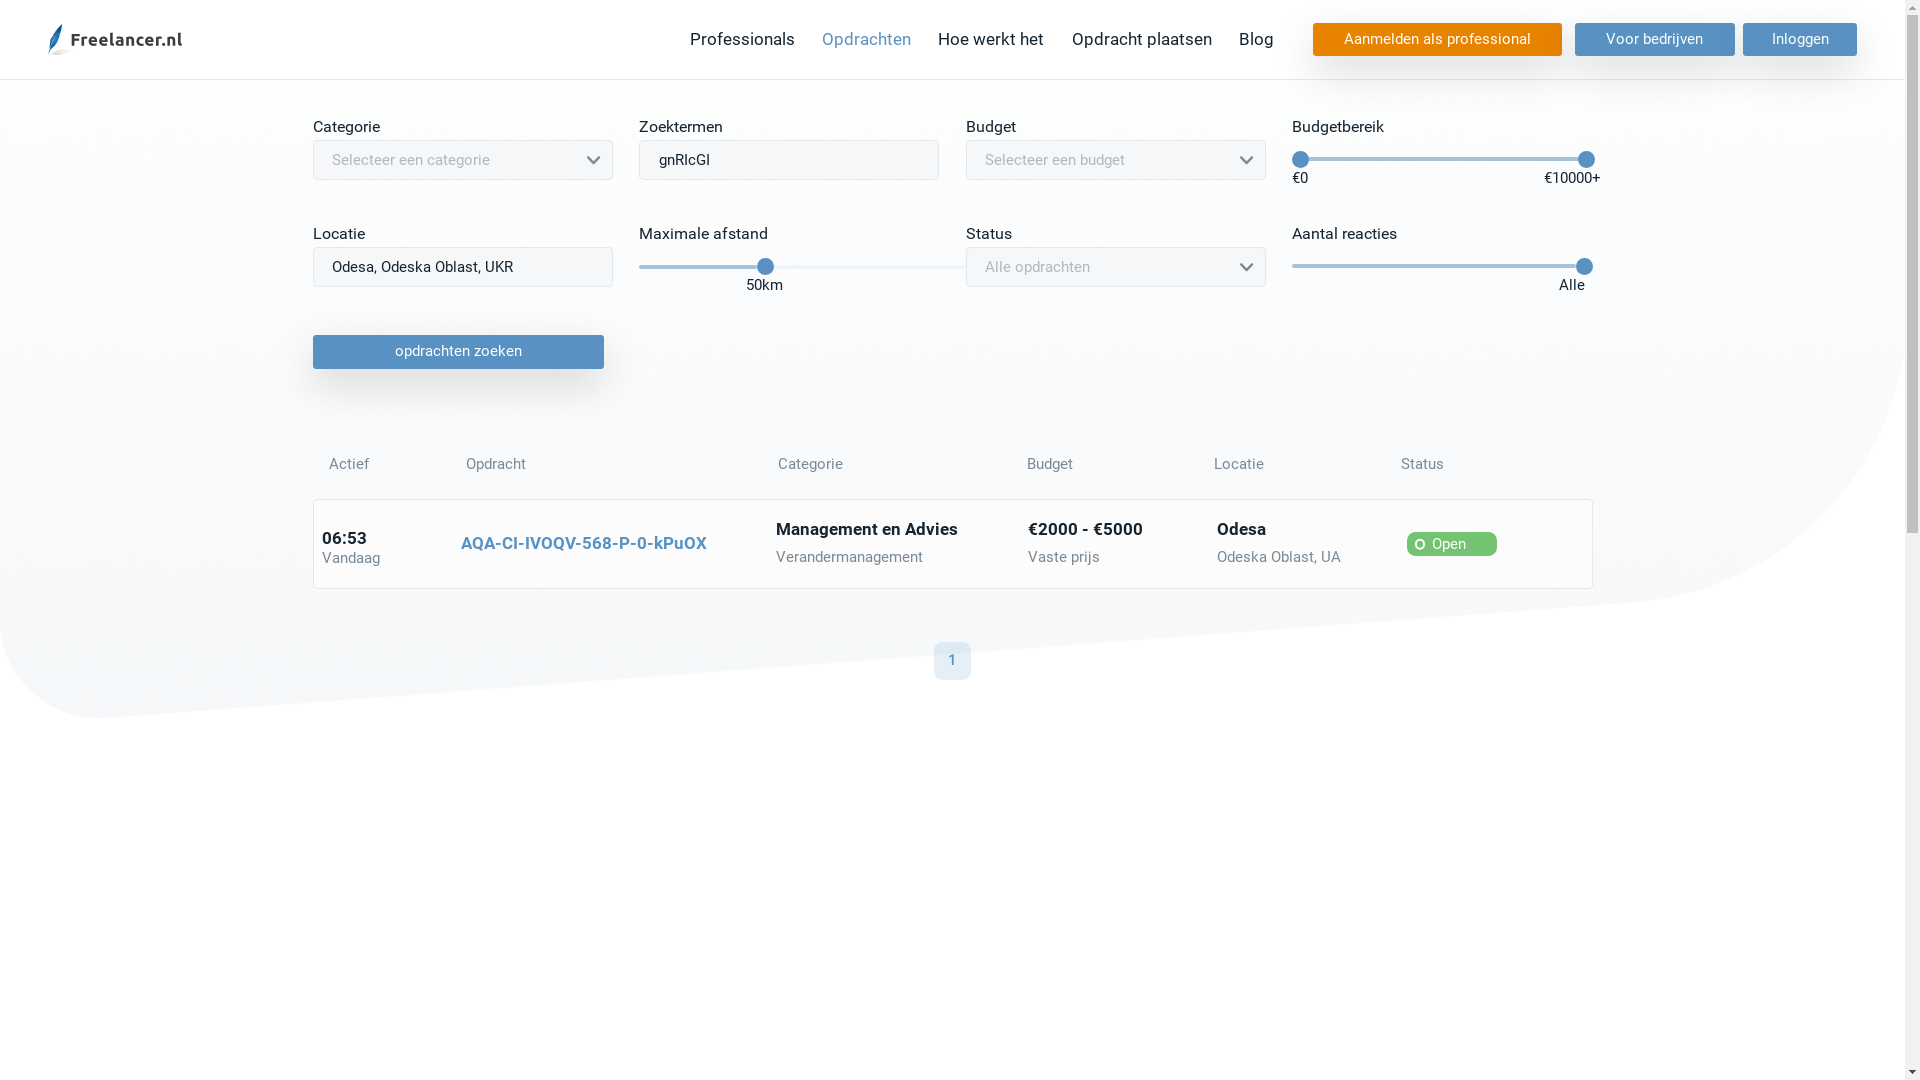 Freelancer.nl
Professionals Opdrachten Hoe werkt het Opdracht plaatsen Blog Aanmelden als professional Voor bedrijven Inloggen
Categorie Zoektermen Budget Budgetbereik
Selecteer een categorie gnRIcGI Selecteer een budget
€0 €10000+
Locatie Maximale afstand Status Aantal reacties
Odesa, Odeska Oblast, UKR Alle opdrachten
50km Alle
opdrachten zoeken
Actief Opdracht Categorie Budget Locatie Status
06:53 AQA-CI-IVOQV-568-P-0-kPuOX Management en Advies €2000 - €5000 Odesa Open
Vandaag Verandermanagement Vaste prijs Odeska Oblast, UA
1